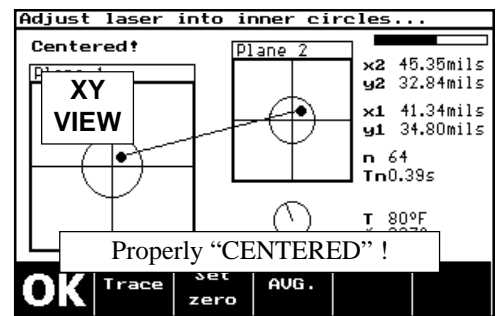 Adjust laser into inner circles...
Centered!
Plane 2
XY
VIEW
x2 45.35mils
y2 32.84mils
x1 41.34mils
y1 34.80mils
n 64
Tn0.39s
T 80ºF
Properly “CENTERED” !
OK
Trace
Set
zero
AVG.